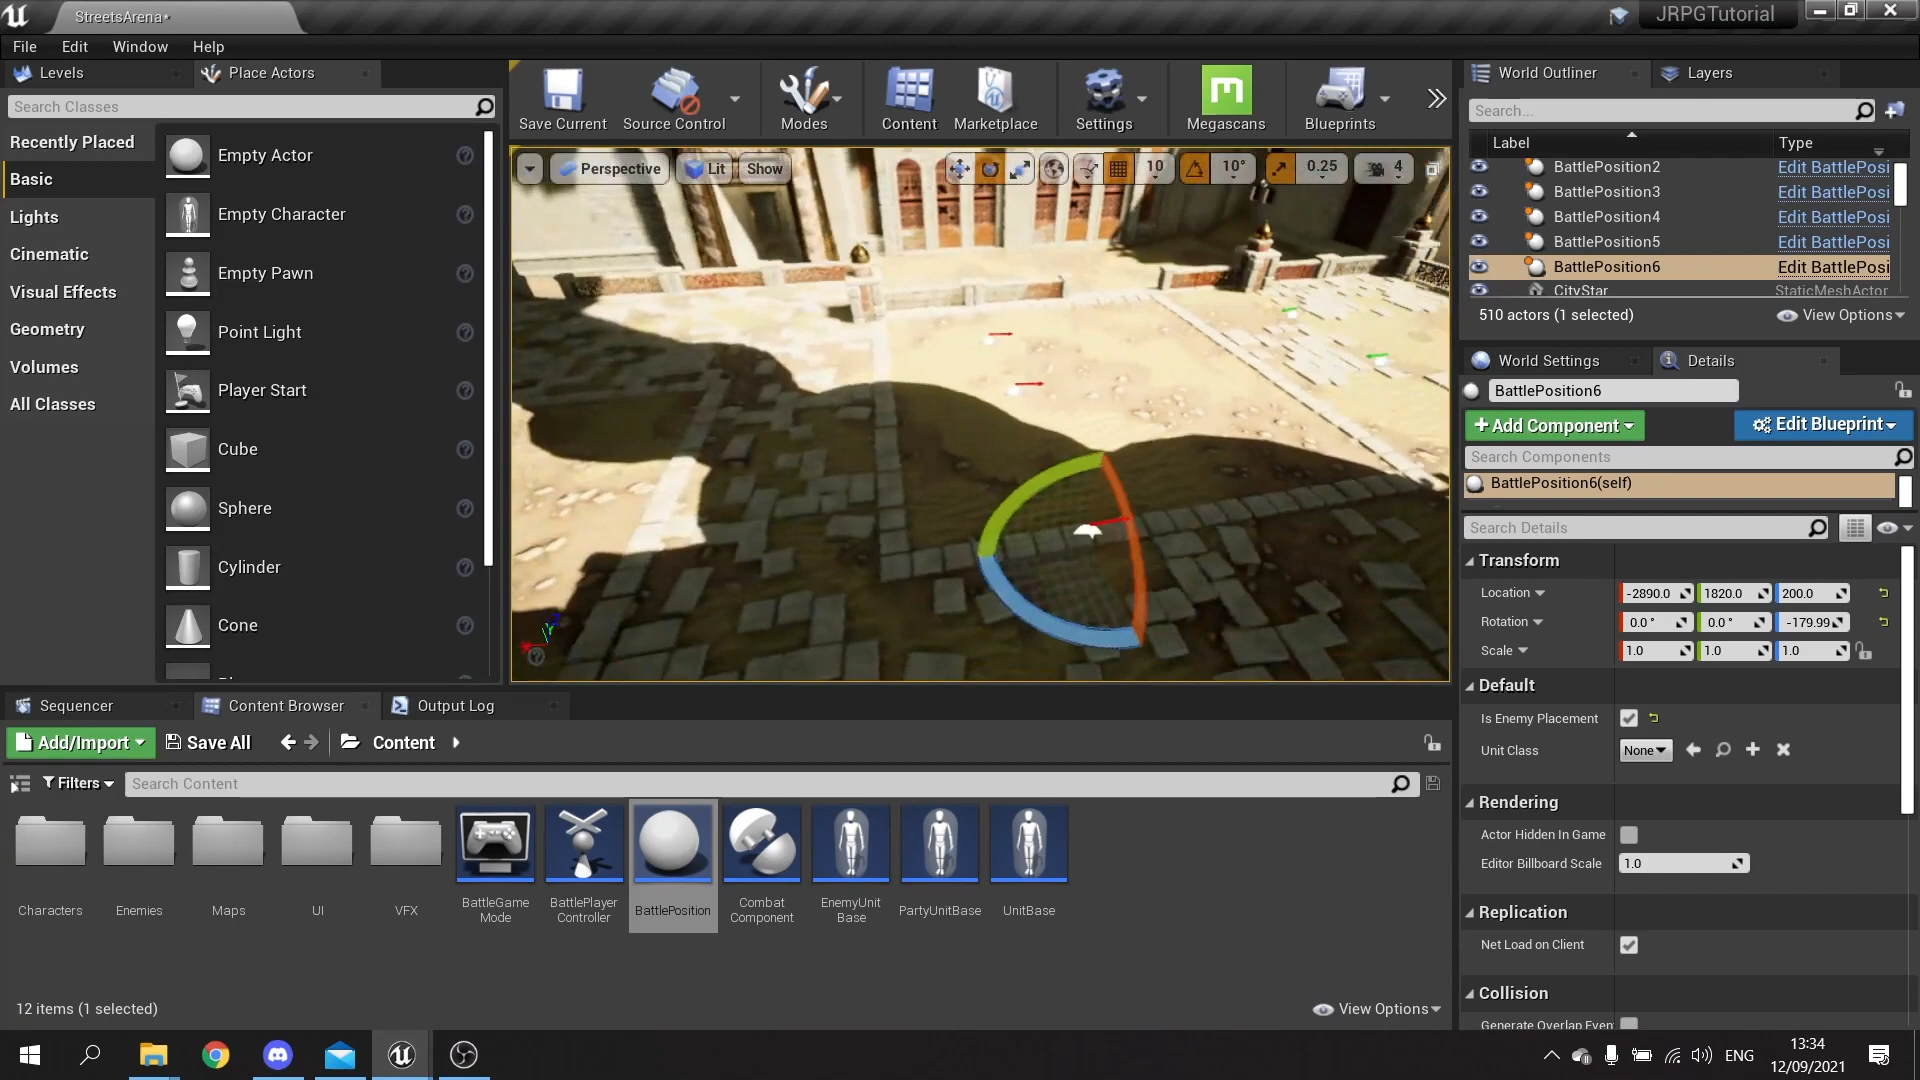 StreetsArena*
JRPGTutorial
File Edit Window Help
Levels
Place Actors
Search Classes
Recently Placed
Basic
Lights
Cinematic
Visual Effects
Geometry
Volumes
All Classes
Empty Actor
Empty Character
Empty Pawn
Point Light
Player Start
Cube
Sphere
Cylinder
Cone
Save Current
Source Control
Modes
Content
Marketplace
Settings
Megascans
Blueprints
Perspective
Lit
Show
10
10°
0.25
4
World Outliner
Layers
Search...
Label
Type
BattlePosition2 Edit BattlePosi
BattlePosition3 Edit BattlePosi
BattlePosition4 Edit BattlePosi
BattlePosition5 Edit BattlePosi
BattlePosition6 Edit BattlePosi
CityStar StaticMeshActor
510 actors (1 selected)
View Options
World Settings
Details
BattlePosition6
+ Add Component
Edit Blueprint
Search Components
BattlePosition6(self)
Search Details
Transform
Location -2890.0 1820.0 200.0
Rotation 0.0 ° 0.0 ° -179.99
Scale 1.0 1.0 1.0
Default
Is Enemy Placement
Unit Class None
Rendering
Actor Hidden In Game
Editor Billboard Scale 1.0
Replication
Net Load on Client
Collision
Generate Overlap Even
Sequencer
Content Browser
Output Log
Add/Import
Save All
Content
Filters
Search Content
Characters
Enemies
Maps
UI
VFX
BattleGame
Mode
BattlePlayer
Controller
BattlePosition
Combat
Component
EnemyUnit
Base
PartyUnitBase
UnitBase
12 items (1 selected)
View Options
ENG
13:34
12/09/2021